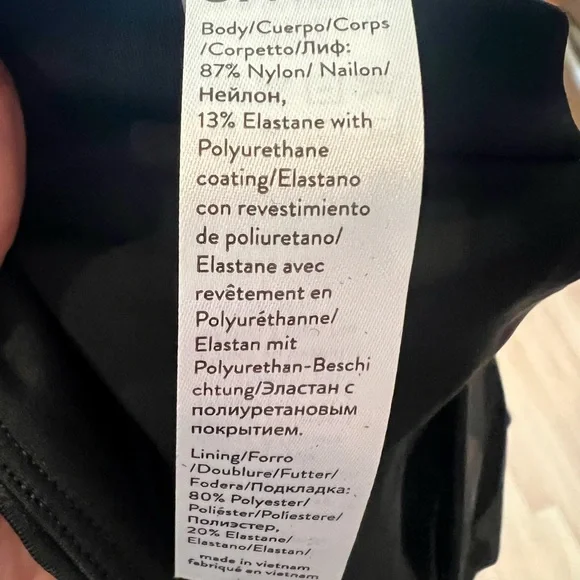 Body/Cuerpo/Corps
/Corpetto/Лиф:
87% Nylon/ Nailon/
Нейлон,
13% Elastane with
Polyurethane
coating/Elastano
con revestimiento
de poliuretano/
Elastane avec
revêtement en
Polyuréthanne/
Elastan mit
Polyurethan-Beschi
chtung/Эластан с
полиуретановым
покрытием.
Lining/Forro
/Doublure/Futter/
Fodera/Подкладка:
80% Polyester/
Poliéster/Poliestere/
Полиэстер,
20% Elastane/
Elastano/Elastan/
made in vietnam
fabriqué en vietnam